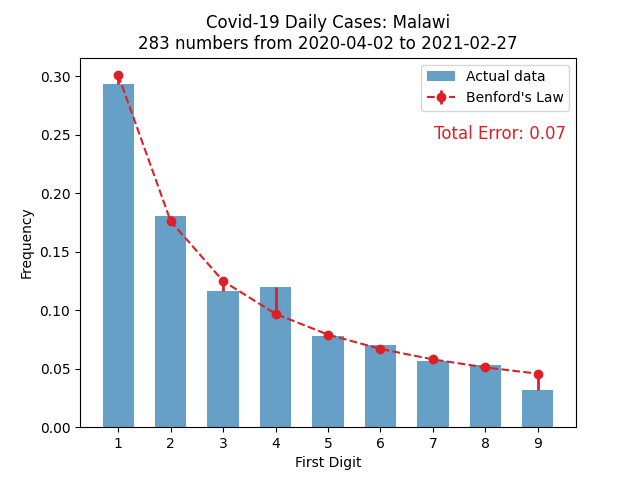 Covid-19 Daily Cases: Malawi
283 numbers from 2020-04-02 to 2021-02-27
Actual data
Benford's Law
Total Error: 0.07
Frequency
0.30
0.25
0.20
0.15
0.10
0.05
0.00
1 2 3 4 5 6 7 8 9
First Digit